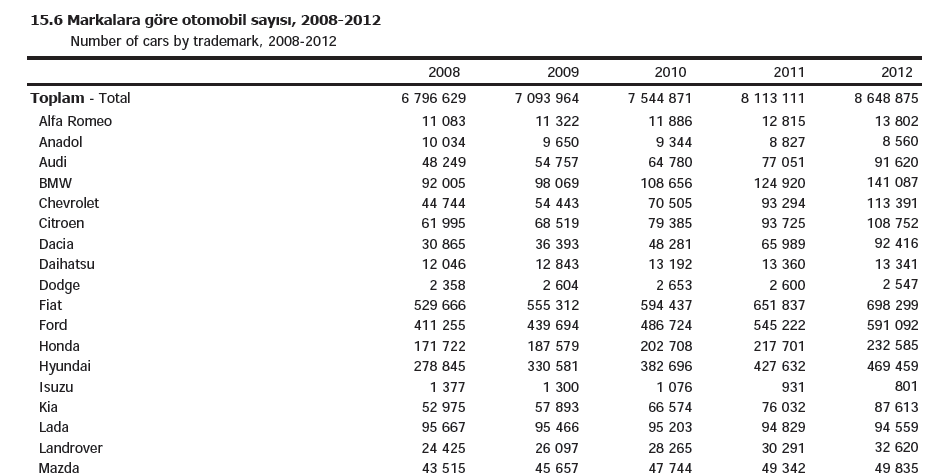 15.6 Markalara göre otomobil sayısı, 2008-2012
Number of cars by trademark, 2008-2012
2008 2009 2010 2011 2012
Toplam - Total 6 796 629 7 093 964 7 544 871 8 113 111 8 648 875
Alfa Romeo 11 083 11 322 11 886 12 815 13 802
Anadol 10 034 9 650 9 344 8 827 8 560
Audi 48 249 54 757 64 780 77 051 91 620
BMW 92 005 98 069 108 656 124 920 141 087
Chevrolet 44 744 54 443 70 505 93 294 113 391
Citroen 61 995 68 519 79 385 93 725 108 752
Dacia 30 865 36 393 48 281 65 989 92 416
Daihatsu 12 046 12 843 13 192 13 360 13 341
Dodge 2 358 2 604 2 653 2 600 2 547
Fiat 529 666 555 312 594 437 651 837 698 299
Ford 411 255 439 694 486 724 545 222 591 092
Honda 171 722 187 579 202 708 217 701 232 585
Hyundai 278 845 330 581 382 696 427 632 469 459
Isuzu 1 377 1 300 1 076 931 801
Kia 52 975 57 893 66 574 76 032 87 613
Lada 95 667 95 466 95 203 94 829 94 559
Landrover 24 425 26 097 28 265 30 291 32 620
Mazda 43 515 45 657 47 744 49 342 49 835